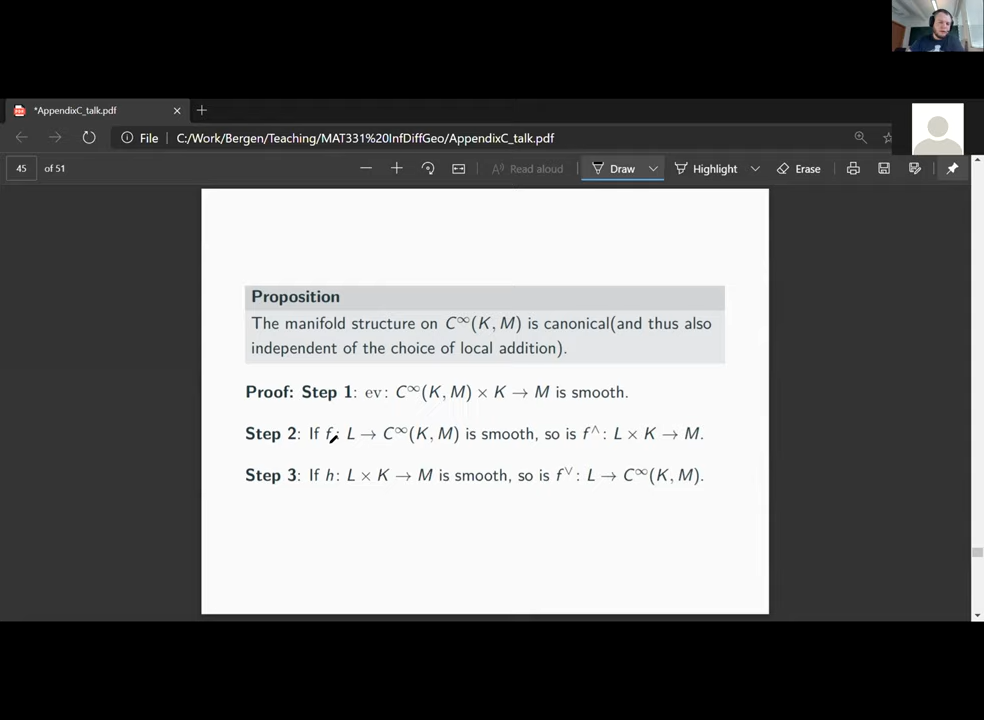 *AppendixC_talk.pdf
File C:/Work/Bergen/Teaching/MAT331%20InfDiffGeo/AppendixC_talk.pdf
45 of 51 Read aloud Draw Highlight Erase
Proposition
The manifold structure on C∞(K, M) is canonical(and thus also
independent of the choice of local addition).
Proof: Step 1: ev: C∞(K, M) × K → M is smooth.
Step 2: If f: L → C∞(K, M) is smooth, so is f^: L × K → M.
Step 3: If h: L × K → M is smooth, so is f∨: L → C∞(K, M).